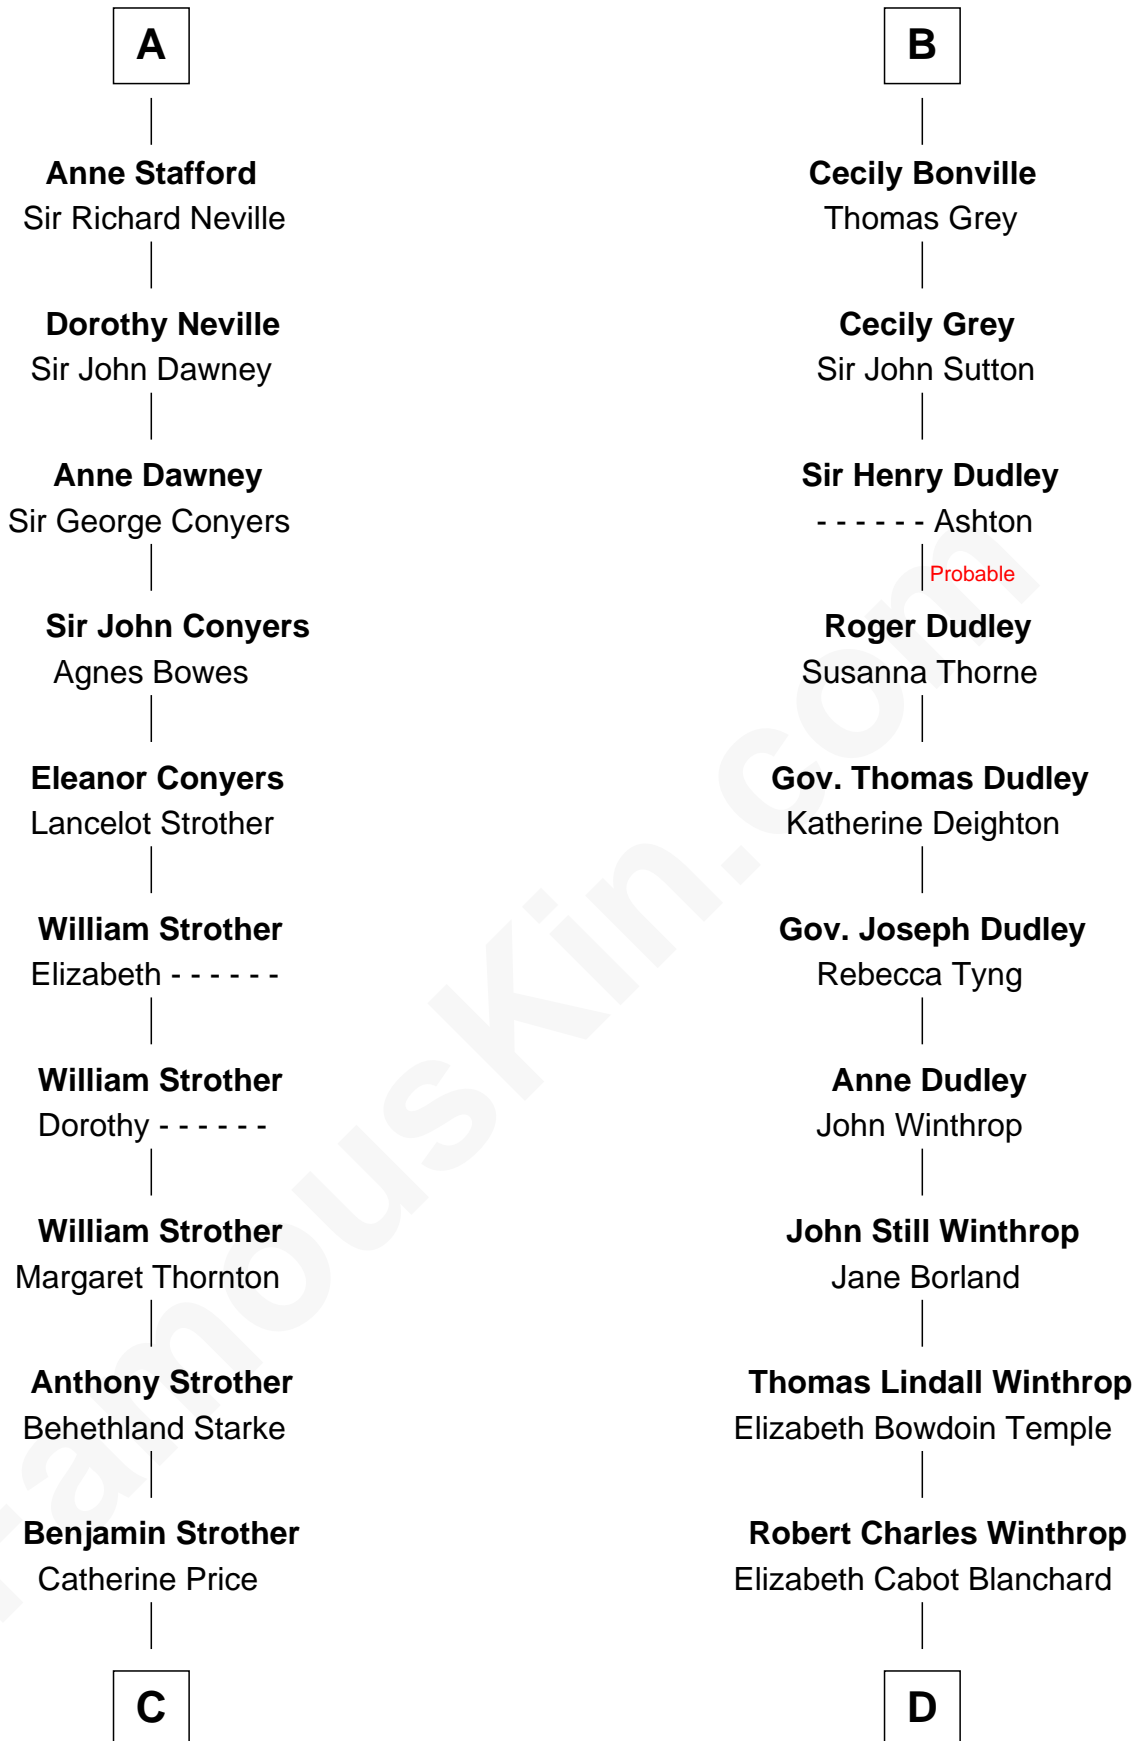 A
Anne Stafford
Sir Richard Neville
Dorothy Neville
Sir John Dawney
Anne Dawney
Sir George Conyers
Sir John Conyers
Agnes Bowes
Eleanor Conyers
Lancelot Strother
William Strother
Elizabeth - - - - - -
William Strother
Dorothy - - - - - -
William Strother
Margaret Thornton
Anthony Strother
Behethland Starke
Benjamin Strother
Catherine Price
C
B
Cecily Bonville
Thomas Grey
Cecily Grey
Sir John Sutton
Sir Henry Dudley
- - - - - - Ashton
Probable
Roger Dudley
Susanna Thorne
Gov. Thomas Dudley
Katherine Deighton
Gov. Joseph Dudley
Rebecca Tyng
Anne Dudley
John Winthrop
John Still Winthrop
Jane Borland
Thomas Lindall Winthrop
Elizabeth Bowdoin Temple
Robert Charles Winthrop
Elizabeth Cabot Blanchard
D
FamousKin.com